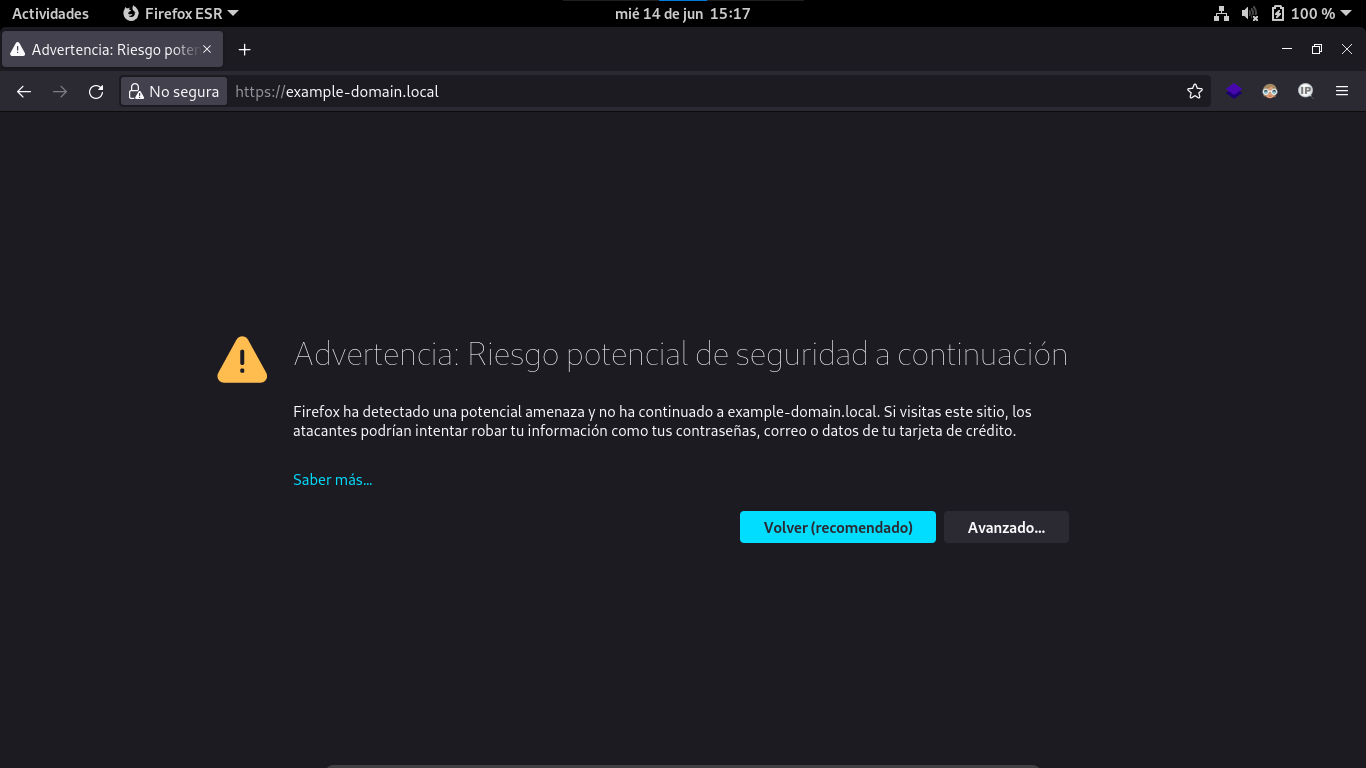 Actividades Firefox ESR mié 14 de jun 15:17 100 %
Advertencia: Riesgo poten
No segura https://example-domain.local IP
Advertencia: Riesgo potencial de seguridad a continuación
Firefox ha detectado una potencial amenaza y no ha continuado a example-domain.local. Si visitas este sitio, los
atacantes podrían intentar robar tu información como tus contraseñas, correo o datos de tu tarjeta de crédito.
Saber más...
Volver (recomendado) Avanzado...